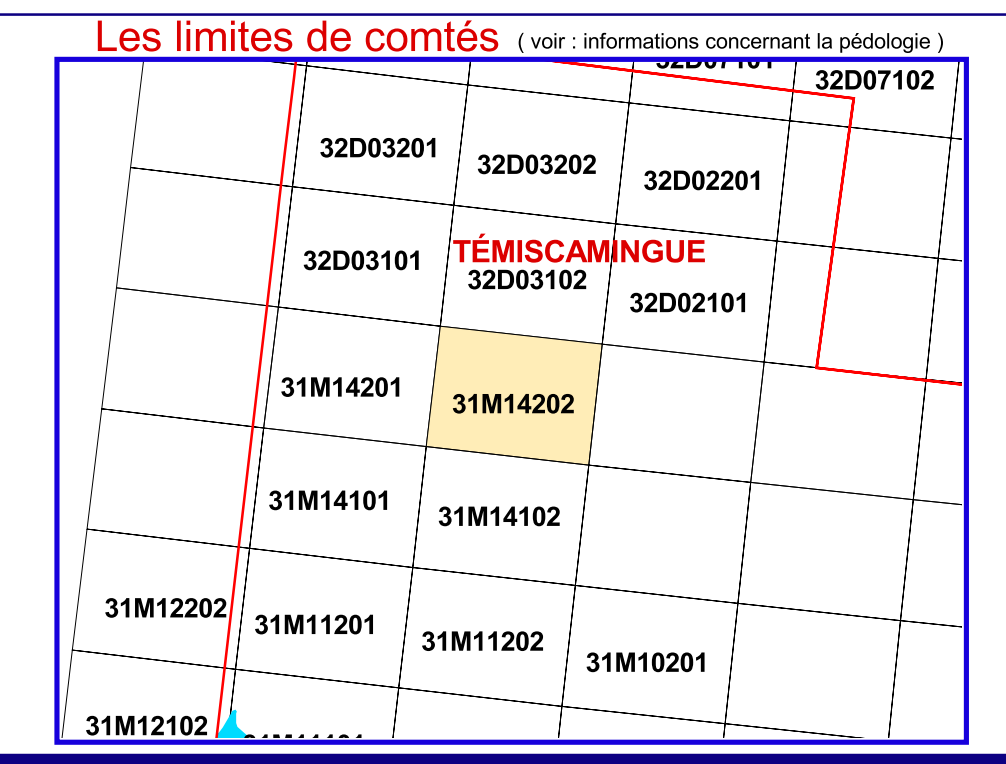 Les limites de comtés ( voir : informations concernant la pédologie )
32D07101
32D07102
32D03201
32D03202
32D02201
TÉMISCAMINGUE
32D03101
32D03102
32D02101
31M14201
31M14202
31M14101
31M14102
31M12202
31M11201
31M11202
31M10201
31M12102